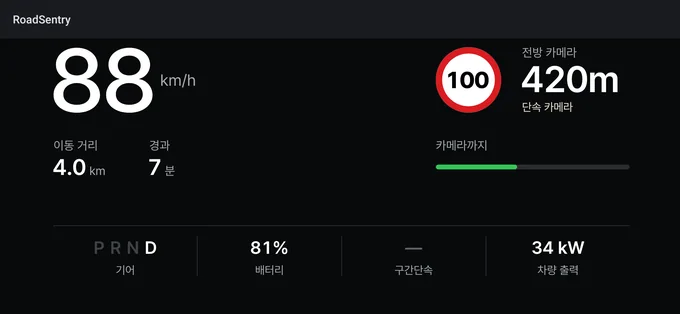 RoadSentry
88 km/h
100
전방 카메라
420m
단속 카메라
이동 거리
4.0 km
경과
7 분
카메라까지
P R N D
기어
81%
배터리
—
구간단속
34 kW
차량 출력